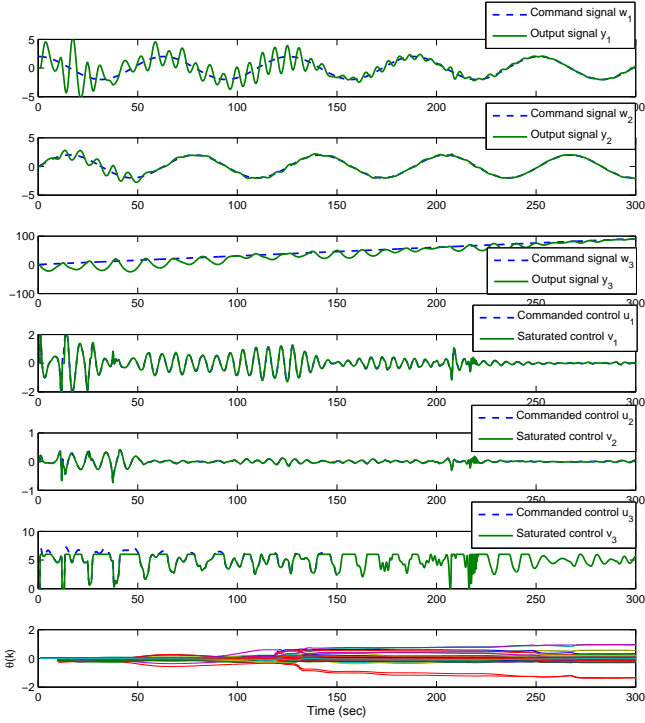 Command signal w1
Output signal y1
5
0
−5
0 50 100 150 200 250 300
Command signal w2
Output signal y2
5
0
−5
0 50 100 150 200 250 300
100
0
−100
Command signal w3
Output signal y3
0 50 100 150 200 250 300
Commanded control u1
Saturated control v1
2
0
−2
0 50 100 150 200 250 300
Commanded control u2
Saturated control v2
1
0
−1
0 50 100 150 200 250 300
Commanded control u3
Saturated control v3
10
5
0
0 50 100 150 200 250 300
θ(k)
2
0
−2
0 50 100 150 200 250 300
Time (sec)